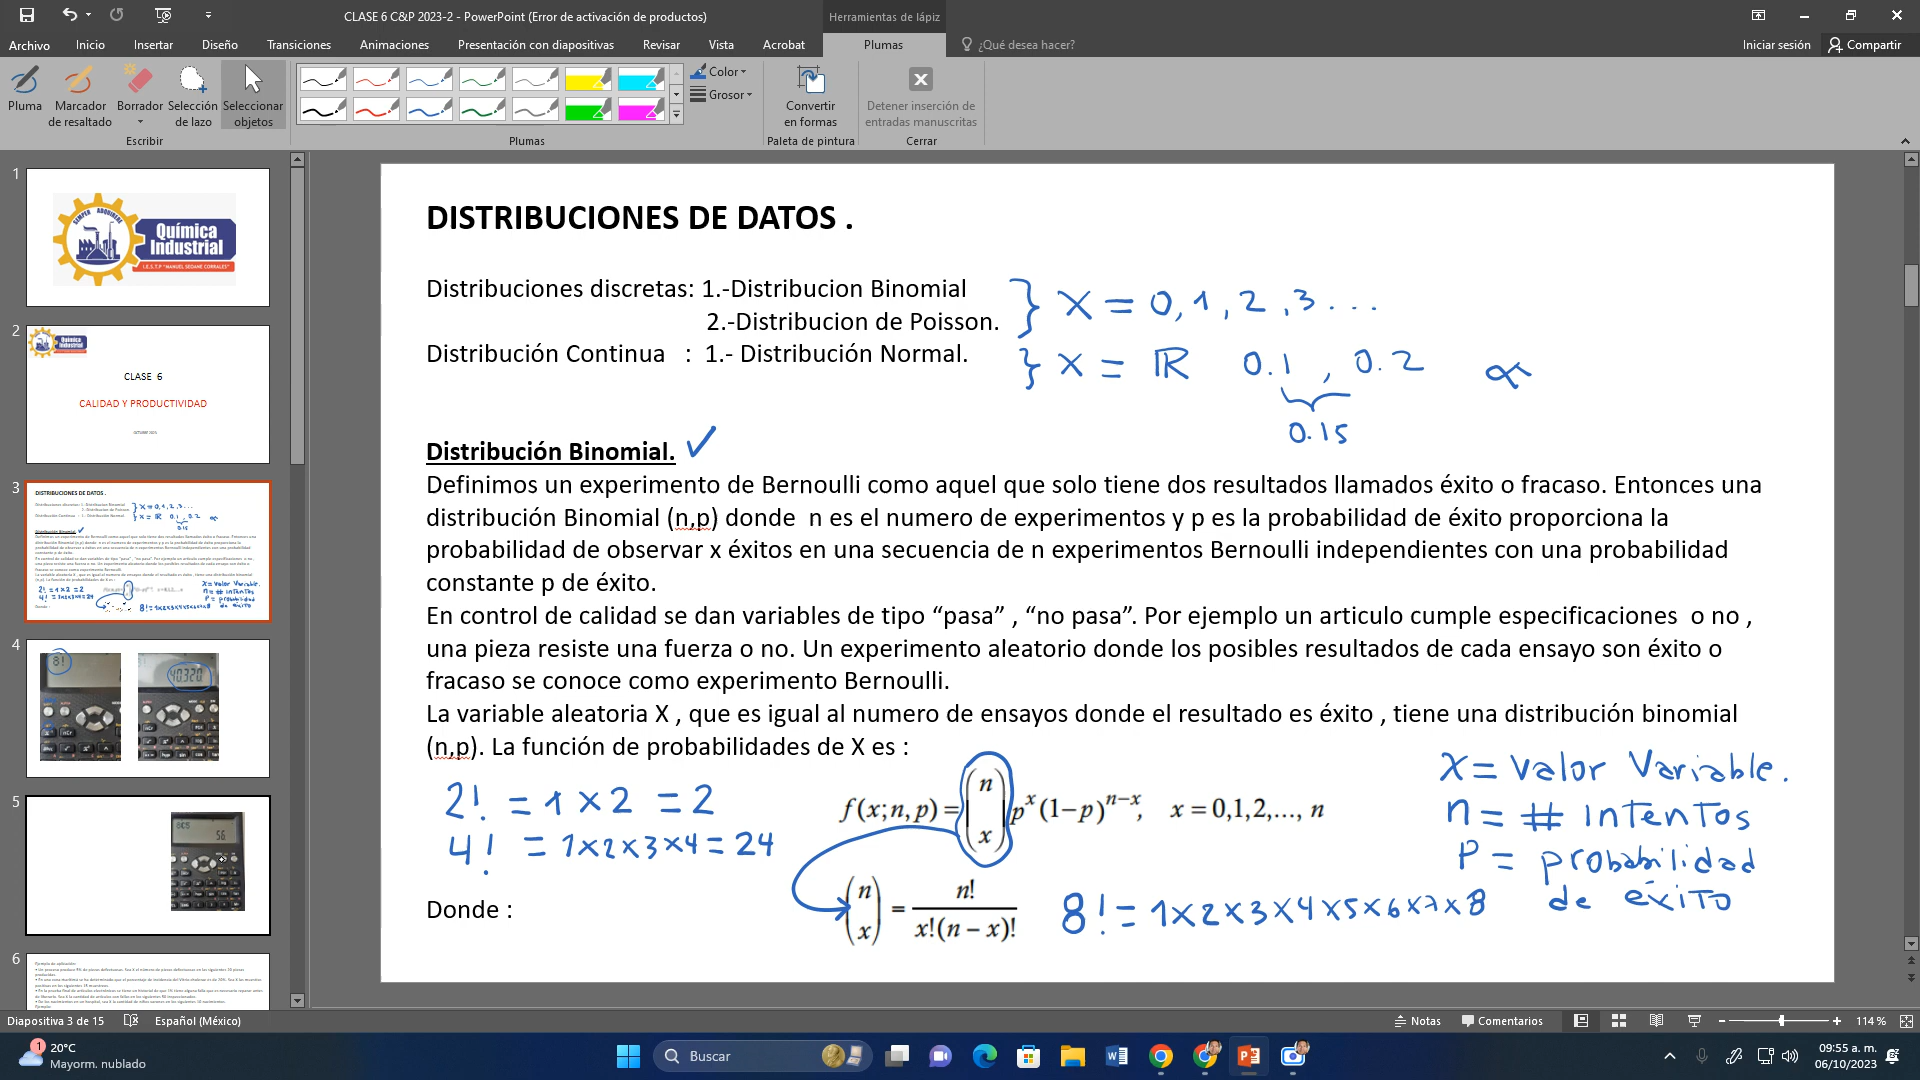 CLASE 6 C&P 2023-2 - PowerPoint (Error de activación de productos)
Herramientas de lápiz
Archivo Inicio Insertar Diseño Transiciones Animaciones Presentación con diapositivas Revisar Vista Acrobat Plumas ¿Qué desea hacer? Iniciar sesión Compartir
Pluma Marcador de resaltado Borrador Selección de lazo Seleccionar objetos
Escribir
Plumas
Color
Grosor
Convertir en formas
Paleta de pintura
Detener inserción de entradas manuscritas
Cerrar
1
SEMPER ADQUIRERE
Química
Industrial
I.E.S.T.P "MANUEL SEOANE CORRALES"
2
Química
Industrial
CLASE 6
CALIDAD Y PRODUCTIVIDAD
3
4
8!
40320.
5
8C5
56
6
DISTRIBUCIONES DE DATOS .
Distribuciones discretas: 1.-Distribucion Binomial
2.-Distribucion de Poisson.
} X = 0, 1, 2, 3 ...
Distribución Continua : 1.- Distribución Normal.
} X = ℝ 0.1 , 0.2
0.15
Distribución Binomial. ✓
Definimos un experimento de Bernoulli como aquel que solo tiene dos resultados llamados éxito o fracaso. Entonces una
distribución Binomial (n,p) donde n es el numero de experimentos y p es la probabilidad de éxito proporciona la
probabilidad de observar x éxitos en una secuencia de n experimentos Bernoulli independientes con una probabilidad
constante p de éxito.
En control de calidad se dan variables de tipo “pasa” , “no pasa”. Por ejemplo un articulo cumple especificaciones o no ,
una pieza resiste una fuerza o no. Un experimento aleatorio donde los posibles resultados de cada ensayo son éxito o
fracaso se conoce como experimento Bernoulli.
La variable aleatoria X , que es igual al numero de ensayos donde el resultado es éxito , tiene una distribución binomial
(n,p). La función de probabilidades de X es :
2! = 1 x 2 = 2
4! = 1x2x3x4 = 24
f(x; n, p) = (n x) p^x (1−p)^{n−x}, x = 0,1,2,..., n
x = Valor Variable.
n = # intentos
P = probabilidad
de éxito
Donde :
(n x) = n! / x!(n − x)!
8! = 1x2x3x4x5x6x7x8
Diapositiva 3 de 15 Español (México) Notas Comentarios 114 %
1
20°C
Mayorm. nublado
Buscar
09:55 a. m.
06/10/2023